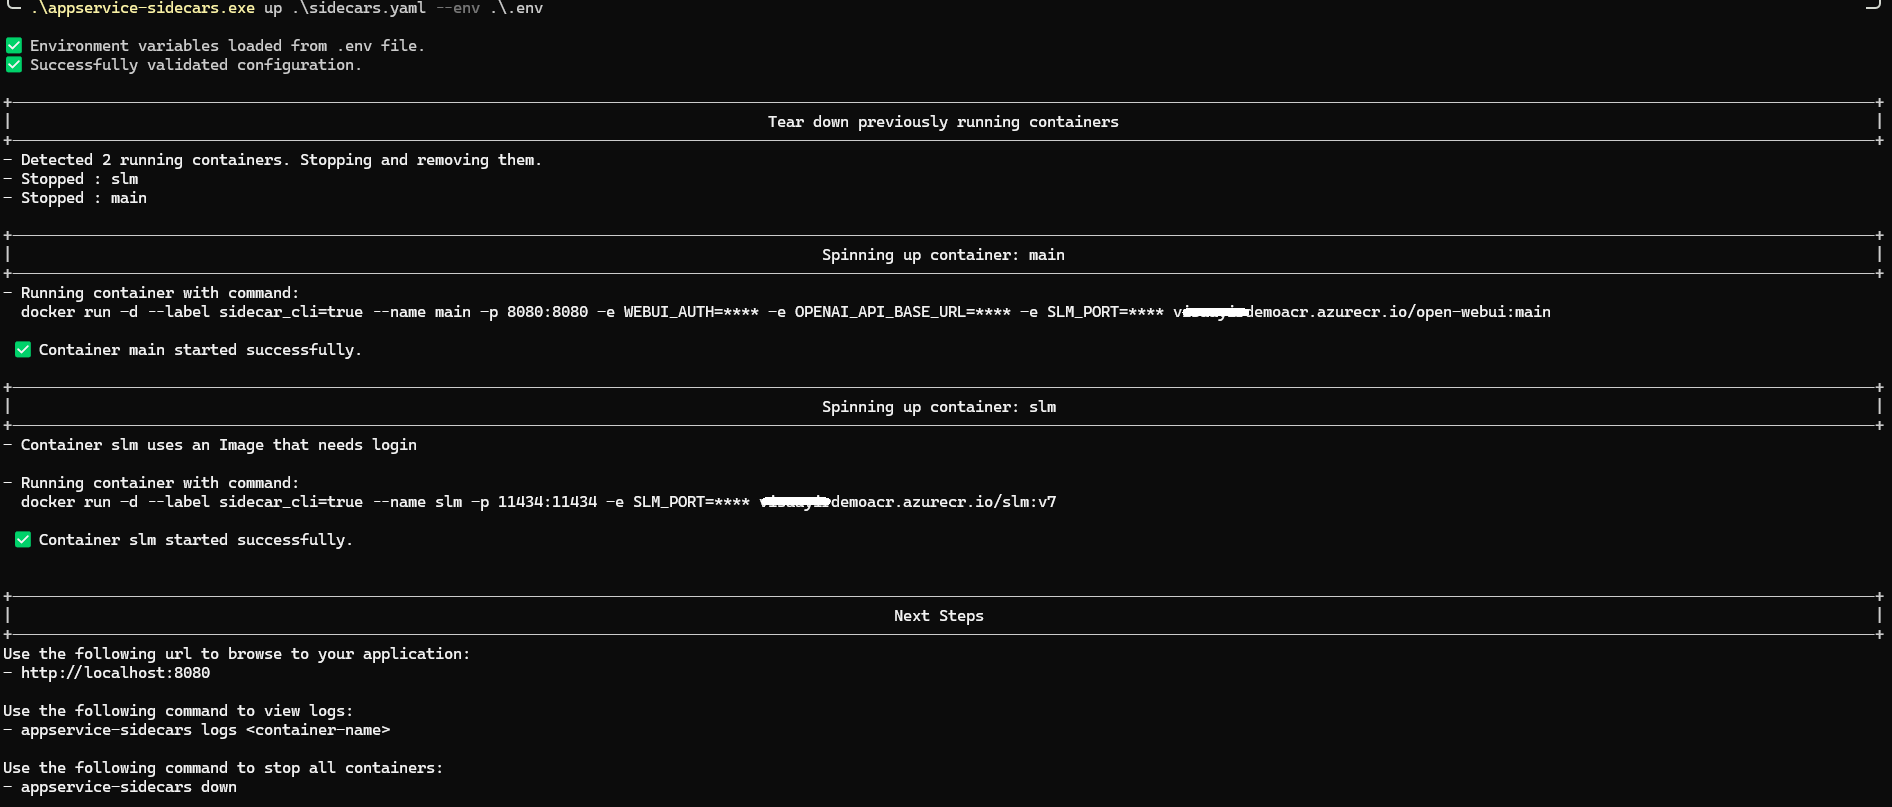 .\appservice-sidecars.exe up .\sidecars.yaml --env .\.env
Environment variables loaded from .env file.
Successfully validated configuration.
Tear down previously running containers
- Detected 2 running containers. Stopping and removing them.
- Stopped : slm
- Stopped : main
Spinning up container: main
- Running container with command:
docker run -d --label sidecar_cli=true --name main -p 8080:8080 -e WEBUI_AUTH=**** -e OPENAI_API_BASE_URL=**** -e SLM_PORT=**** demoacr.azurecr.io/open-webui:main
Container main started successfully.
Spinning up container: slm
- Container slm uses an Image that needs login
- Running container with command:
docker run -d --label sidecar_cli=true --name slm -p 11434:11434 -e SLM_PORT=**** demoacr.azurecr.io/slm:v7
Container slm started successfully.
Next Steps
Use the following url to browse to your application:
- http://localhost:8080
Use the following command to view logs:
- appservice-sidecars logs <container-name>
Use the following command to stop all containers:
- appservice-sidecars down